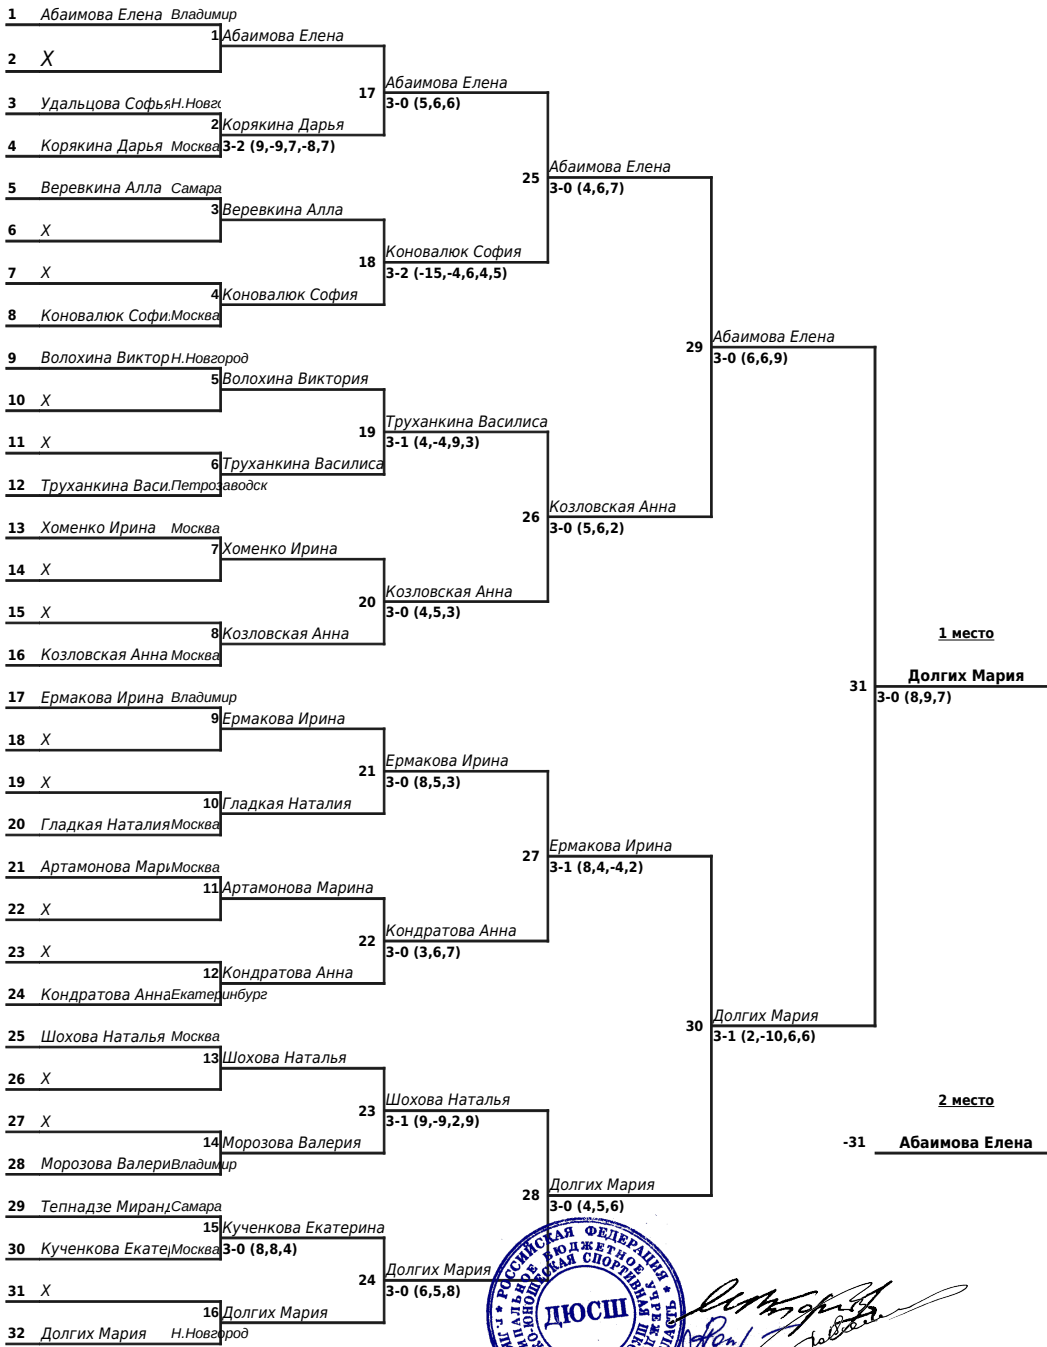 1 Абаимова Елена Владимир
1 Абаимова Елена
2 X
17 Абаимова Елена
3-0 (5,6,6)
3 Удальцова Софья Н.Новго
2 Корякина Дарья
4 Корякина Дарья Москва 3-2 (9,-9,7,-8,7)
25 Абаимова Елена
3-0 (4,6,7)
5 Веревкина Алла Самара
3 Веревкина Алла
6 X
18 Коновалюк София
3-2 (-15,-4,6,4,5)
7 X
4 Коновалюк София
8 Коновалюк Софи Москва
29 Абаимова Елена
3-0 (6,6,9)
9 Волохина Виктор Н.Новгород
5 Волохина Виктория
10 X
19 Труханкина Василиса
3-1 (4,-4,9,3)
11 X
6 Труханкина Василиса
12 Труханкина Васи. Петрозаводск
26 Козловская Анна
3-0 (5,6,2)
13 Хоменко Ирина Москва
7 Хоменко Ирина
14 X
20 Козловская Анна
3-0 (4,5,3)
15 X
8 Козловская Анна
16 Козловская Анна Москва
1 место
31 Долгих Мария
3-0 (8,9,7)
17 Ермакова Ирина Владимир
9 Ермакова Ирина
18 X
21 Ермакова Ирина
3-0 (8,5,3)
19 X
10 Гладкая Наталия
20 Гладкая Наталия Москва
27 Ермакова Ирина
3-1 (8,4,-4,2)
21 Артамонова Мари Москва
11 Артамонова Марина
22 X
22 Кондратова Анна
3-0 (3,6,7)
23 X
12 Кондратова Анна
24 Кондратова Анна Екатеринбург
30 Долгих Мария
3-1 (2,-10,6,6)
25 Шохова Наталья Москва
13 Шохова Наталья
26 X
23 Шохова Наталья
3-1 (9,-9,2,9)
2 место
27 X
14 Морозова Валерия
-31 Абаимова Елена
28 Морозова Валери Владимир
28 Долгих Мария
3-0 (4,5,6)
29 Тепнадзе Миранд Самара
15 Кученкова Екатерина
30 Кученкова Екате Москва 3-0 (8,8,4)
24 Долгих Мария
3-0 (6,5,8)
31 X
16 Долгих Мария
32 Долгих Мария Н.Новгород
РОССИЙСКАЯ ФЕДЕРАЦИЯ
БЮДЖЕТНОЕ
СПОРТИВНАЯ
ДЮСШ